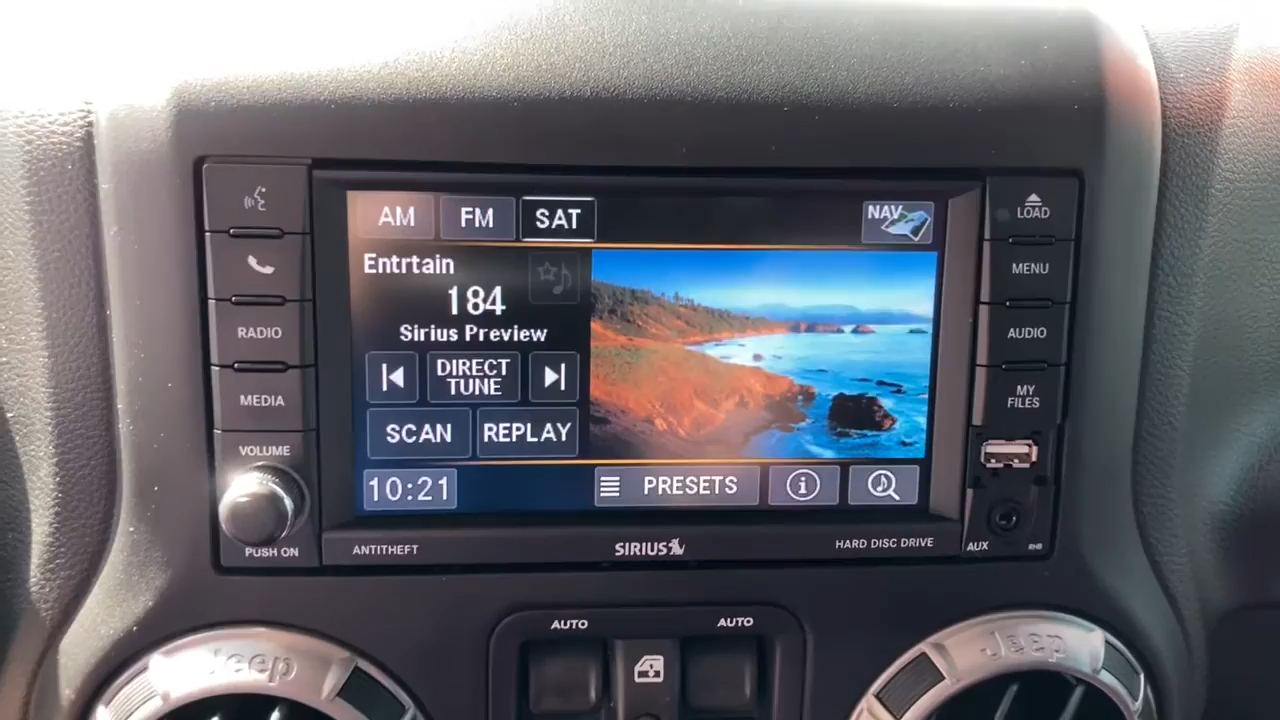 AM
FM
SAT
NAV
Entrtain
184
Sirius Preview
DIRECT
TUNE
SCAN
REPLAY
10:21
PRESETS
i
RADIO
MEDIA
VOLUME
PUSH ON
LOAD
MENU
AUDIO
MY
FILES
ANTITHEFT
SIRIUS
HARD DISC DRIVE
AUX
RHB
AUTO
AUTO
Jeep
Jeep